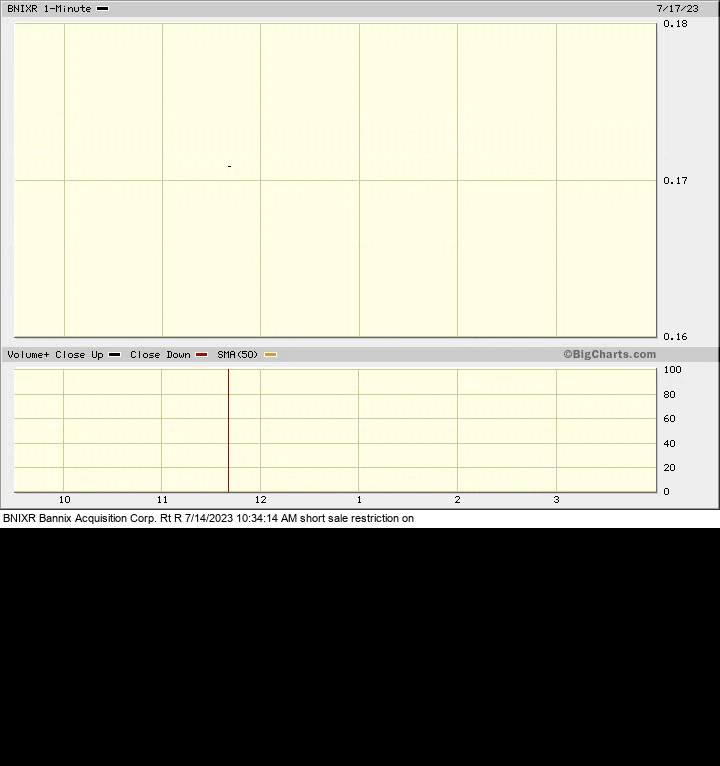 BNIXR 1-Minute 7/17/23
0.18
0.17
0.16
Volume+ Close Up Close Down SMA(50) ©BigCharts.com
100
80
60
40
20
0
10 11 12 1 2 3
BNIXR Bannix Acquisition Corp. Rt R 7/14/2023 10:34:14 AM short sale restriction on